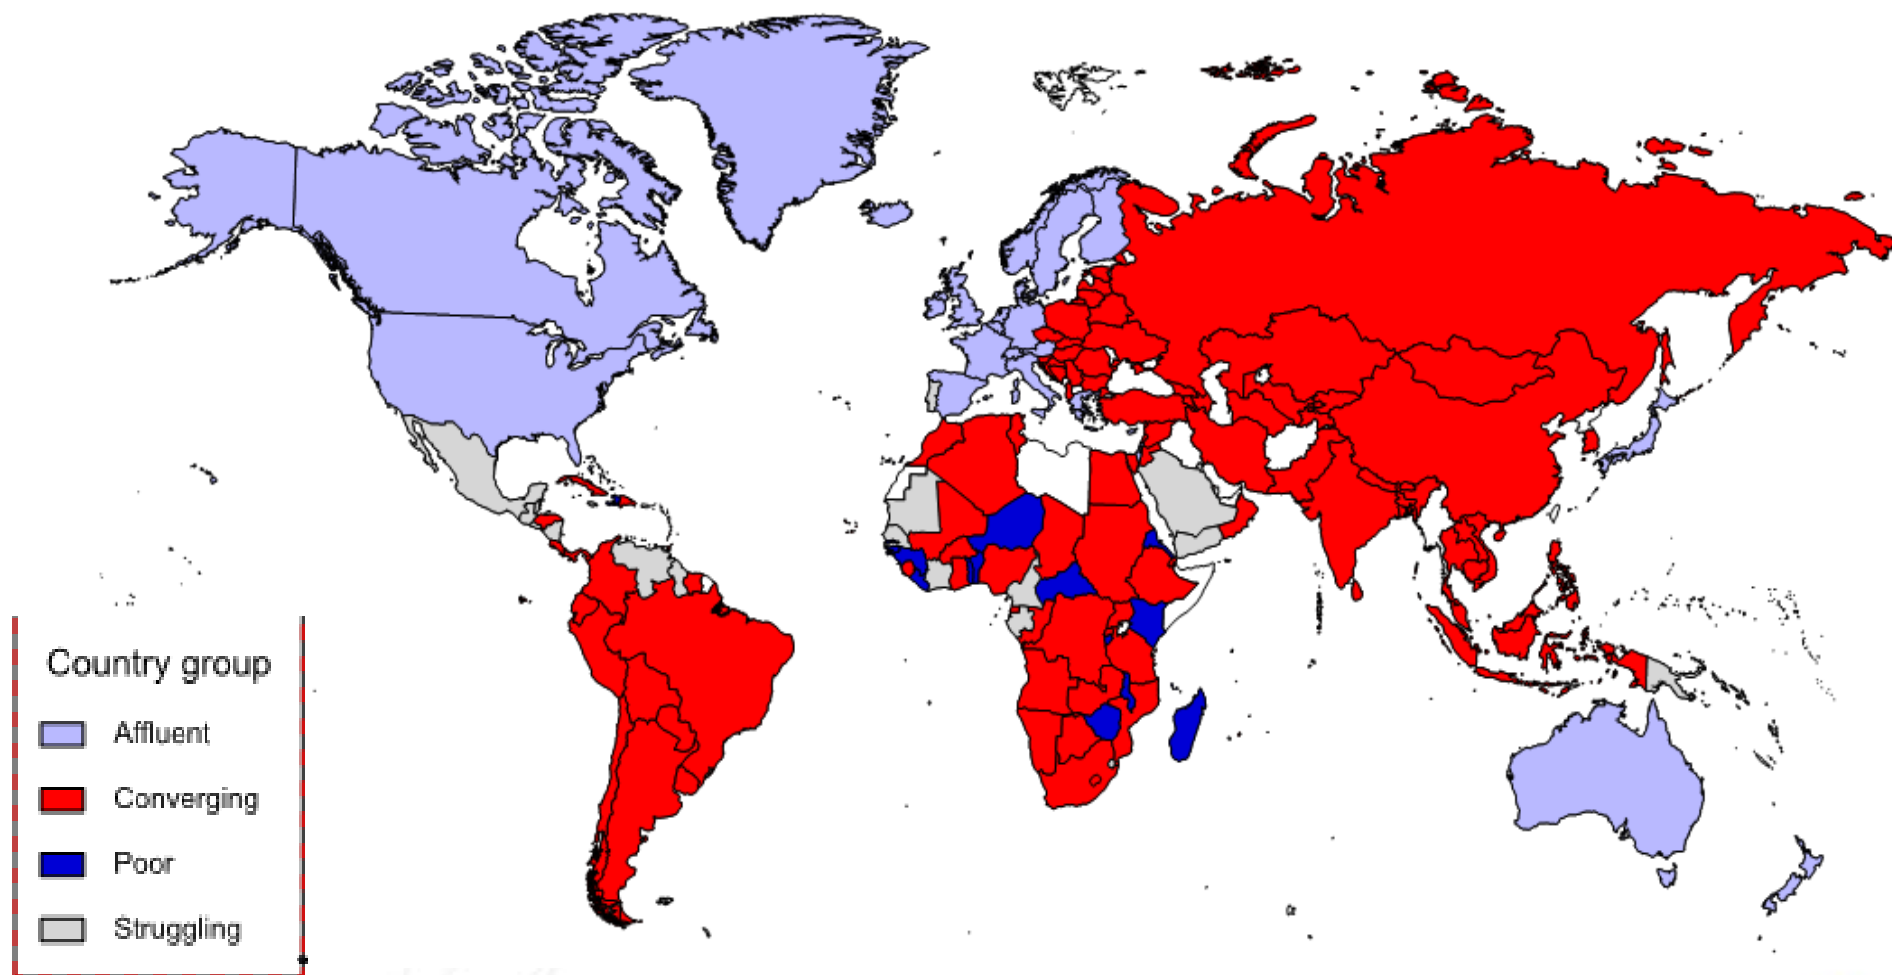 Country group
Affluent
Converging
Poor
Struggling